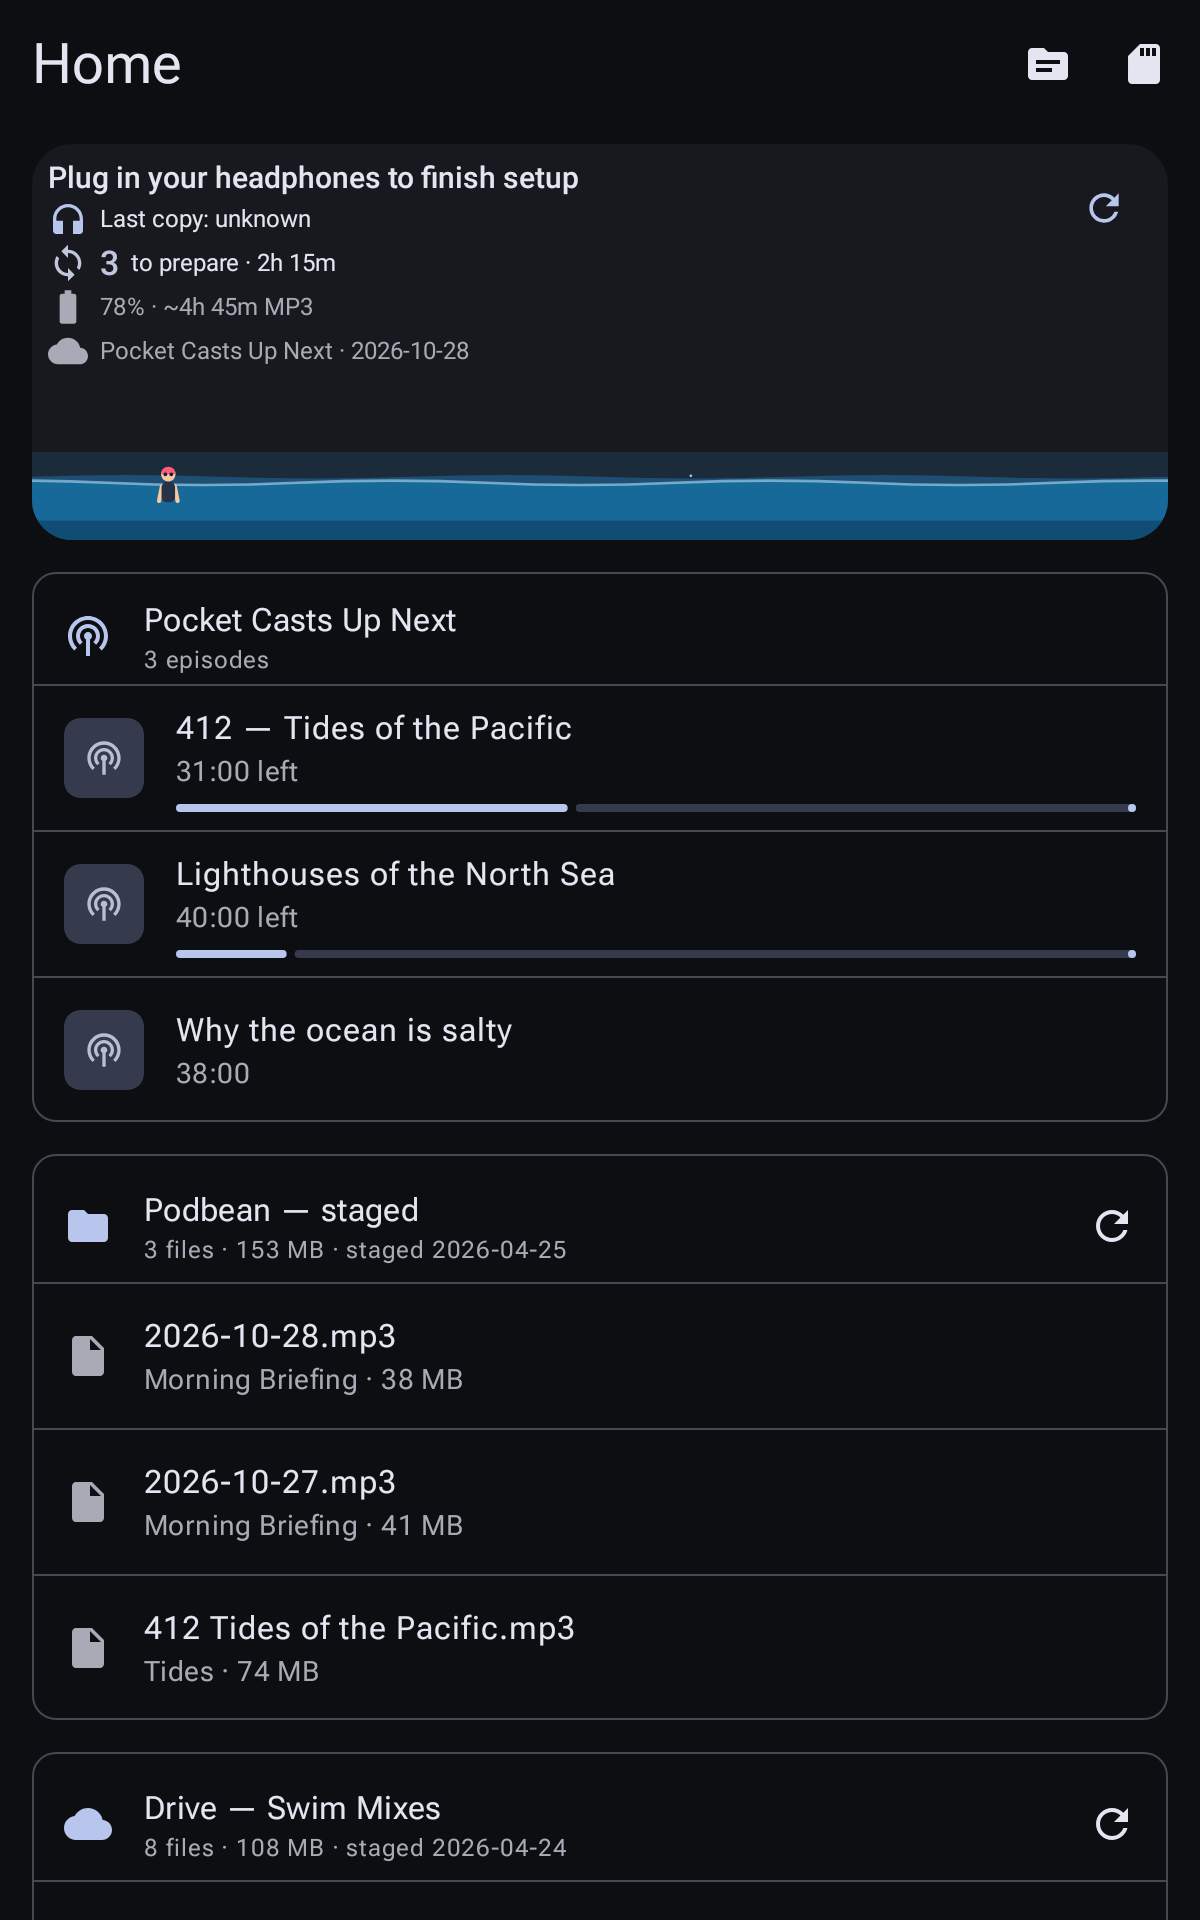 Home
Plug in your headphones to finish setup
Last copy: unknown
3 to prepare · 2h 15m
78% · ~4h 45m MP3
Pocket Casts Up Next · 2026-10-28
Pocket Casts Up Next
3 episodes
412 — Tides of the Pacific
31:00 left
Lighthouses of the North Sea
40:00 left
Why the ocean is salty
38:00
Podbean — staged
3 files · 153 MB · staged 2026-04-25
2026-10-28.mp3
Morning Briefing · 38 MB
2026-10-27.mp3
Morning Briefing · 41 MB
412 Tides of the Pacific.mp3
Tides · 74 MB
Drive — Swim Mixes
8 files · 108 MB · staged 2026-04-24